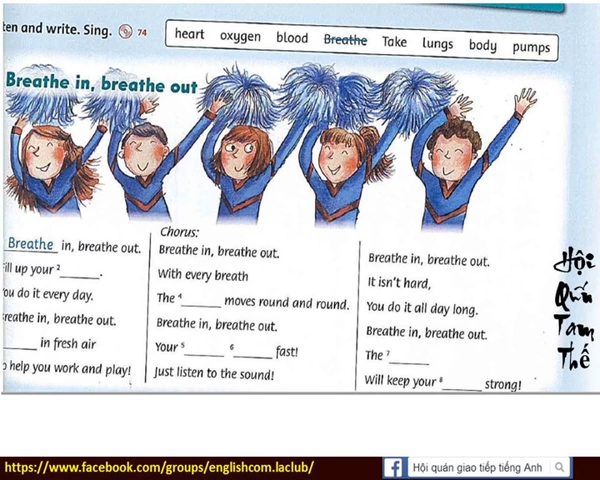 ten and write. Sing. 74
heart oxygen blood Breathe Take lungs body pumps
Breathe in, breathe out
Breathe in, breathe out.
ill up your 2______.
ou do it every day.
reathe in, breathe out.
______ in fresh air
o help you work and play!
Chorus:
Breathe in, breathe out.
With every breath
The 4______ moves round and round.
Breathe in, breathe out.
Your 5______ 6______ fast!
Just listen to the sound!
Breathe in, breathe out.
It isn't hard,
You do it all day long.
Breathe in, breathe out.
The 7______
Will keep your 8______ strong!
Hội
Quán
Tam
Thế
https://www.facebook.com/groups/englishcom.laclub/
f Hội quán giao tiếp tiếng Anh